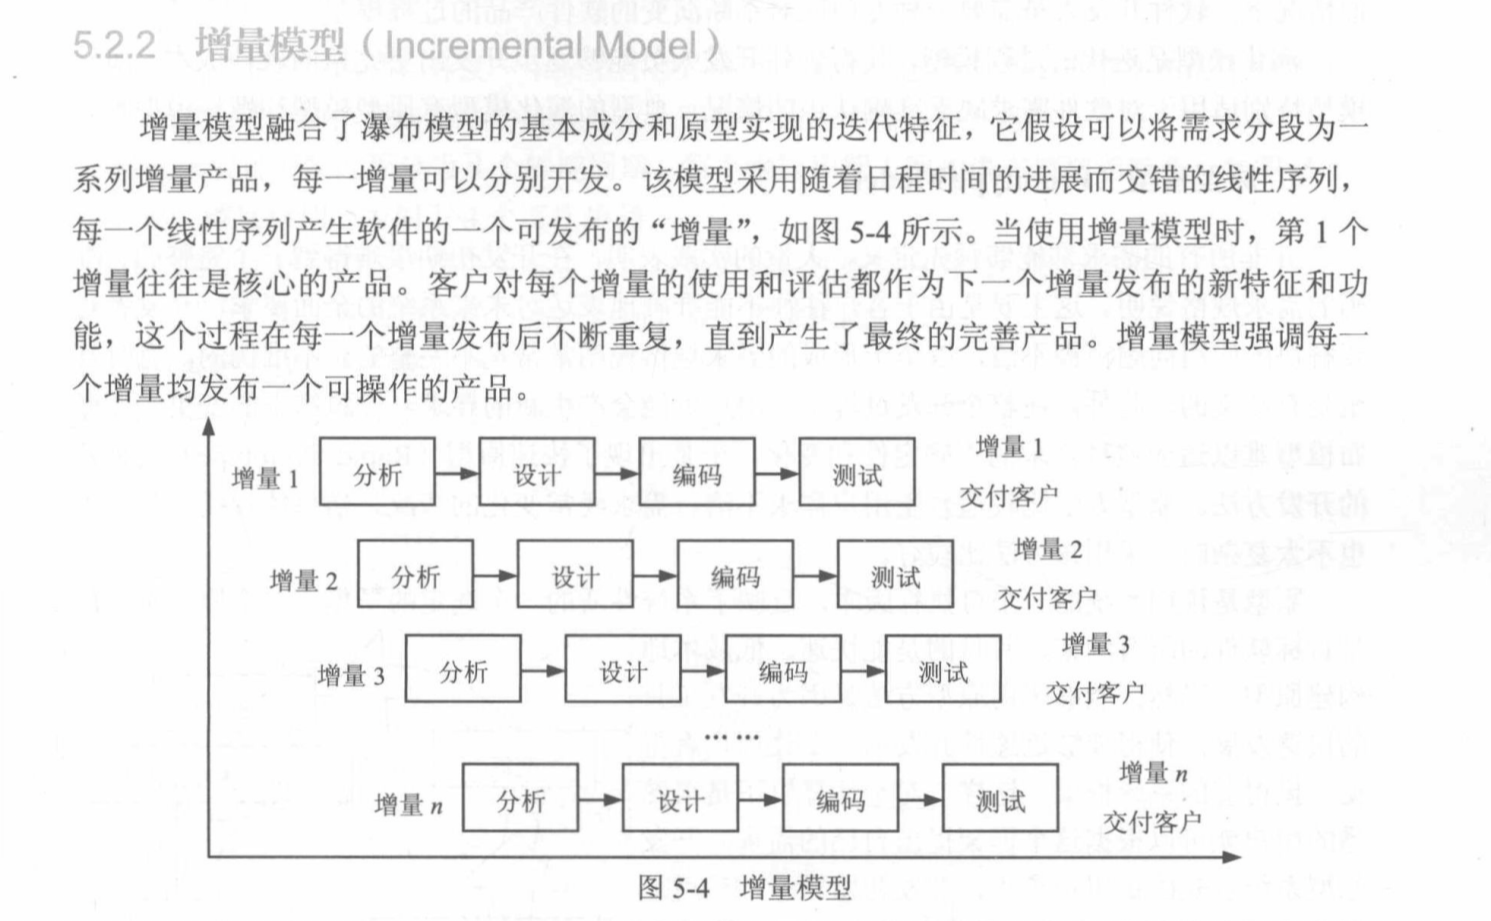 5.2.2 增量模型（Incremental Model）
增量模型融合了瀑布模型的基本成分和原型实现的迭代特征，它假设可以将需求分段为一
系列增量产品，每一增量可以分别开发。该模型采用随着日程时间的进展而交错的线性序列，
每一个线性序列产生软件的一个可发布的“增量”，如图 5-4 所示。当使用增量模型时，第 1 个
增量往往是核心的产品。客户对每个增量的使用和评估都作为下一个增量发布的新特征和功
能，这个过程在每一个增量发布后不断重复，直到产生了最终的完善产品。增量模型强调每一
个增量均发布一个可操作的产品。
增量 1 分析 设计 编码 测试 增量 1
交付客户
增量 2 分析 设计 编码 测试 增量 2
交付客户
增量 3 分析 设计 编码 测试 增量 3
交付客户
……
增量 n 分析 设计 编码 测试 增量 n
交付客户
图 5-4 增量模型